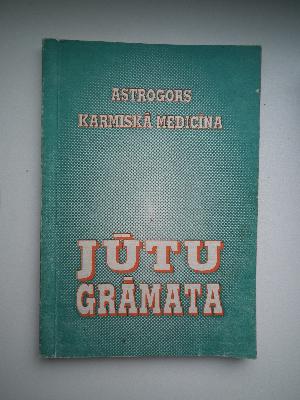 ASTROGORS
KARMISKĀ MEDICĪNA
JŪTU
GRĀMATA